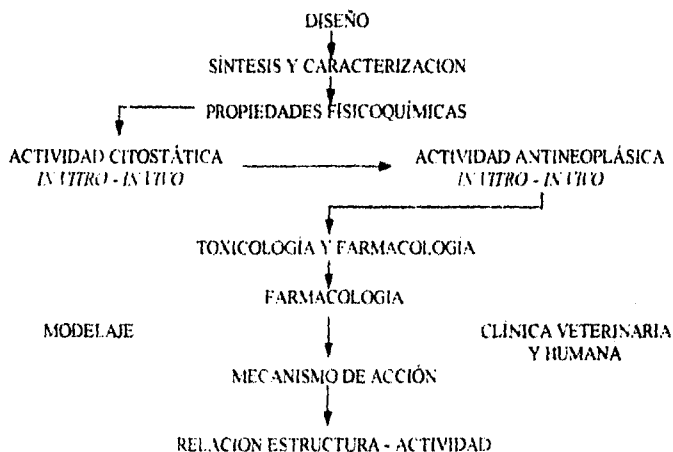 DISEÑO
SÍNTESIS Y CARACTERIZACION
PROPIEDADES FISICOQUÍMICAS
ACTIVIDAD CITOSTÁTICA
IN VITRO - IN VIVO
ACTIVIDAD ANTINEOPLÁSICA
IN VITRO - IN VIVO
TOXICOLOGÍA Y FARMACOLOGÍA
FARMACOLOGIA
MODELAJE
CLÍNICA VETERINARIA
Y HUMANA
MECANISMO DE ACCIÓN
RELACION ESTRUCTURA - ACTIVIDAD